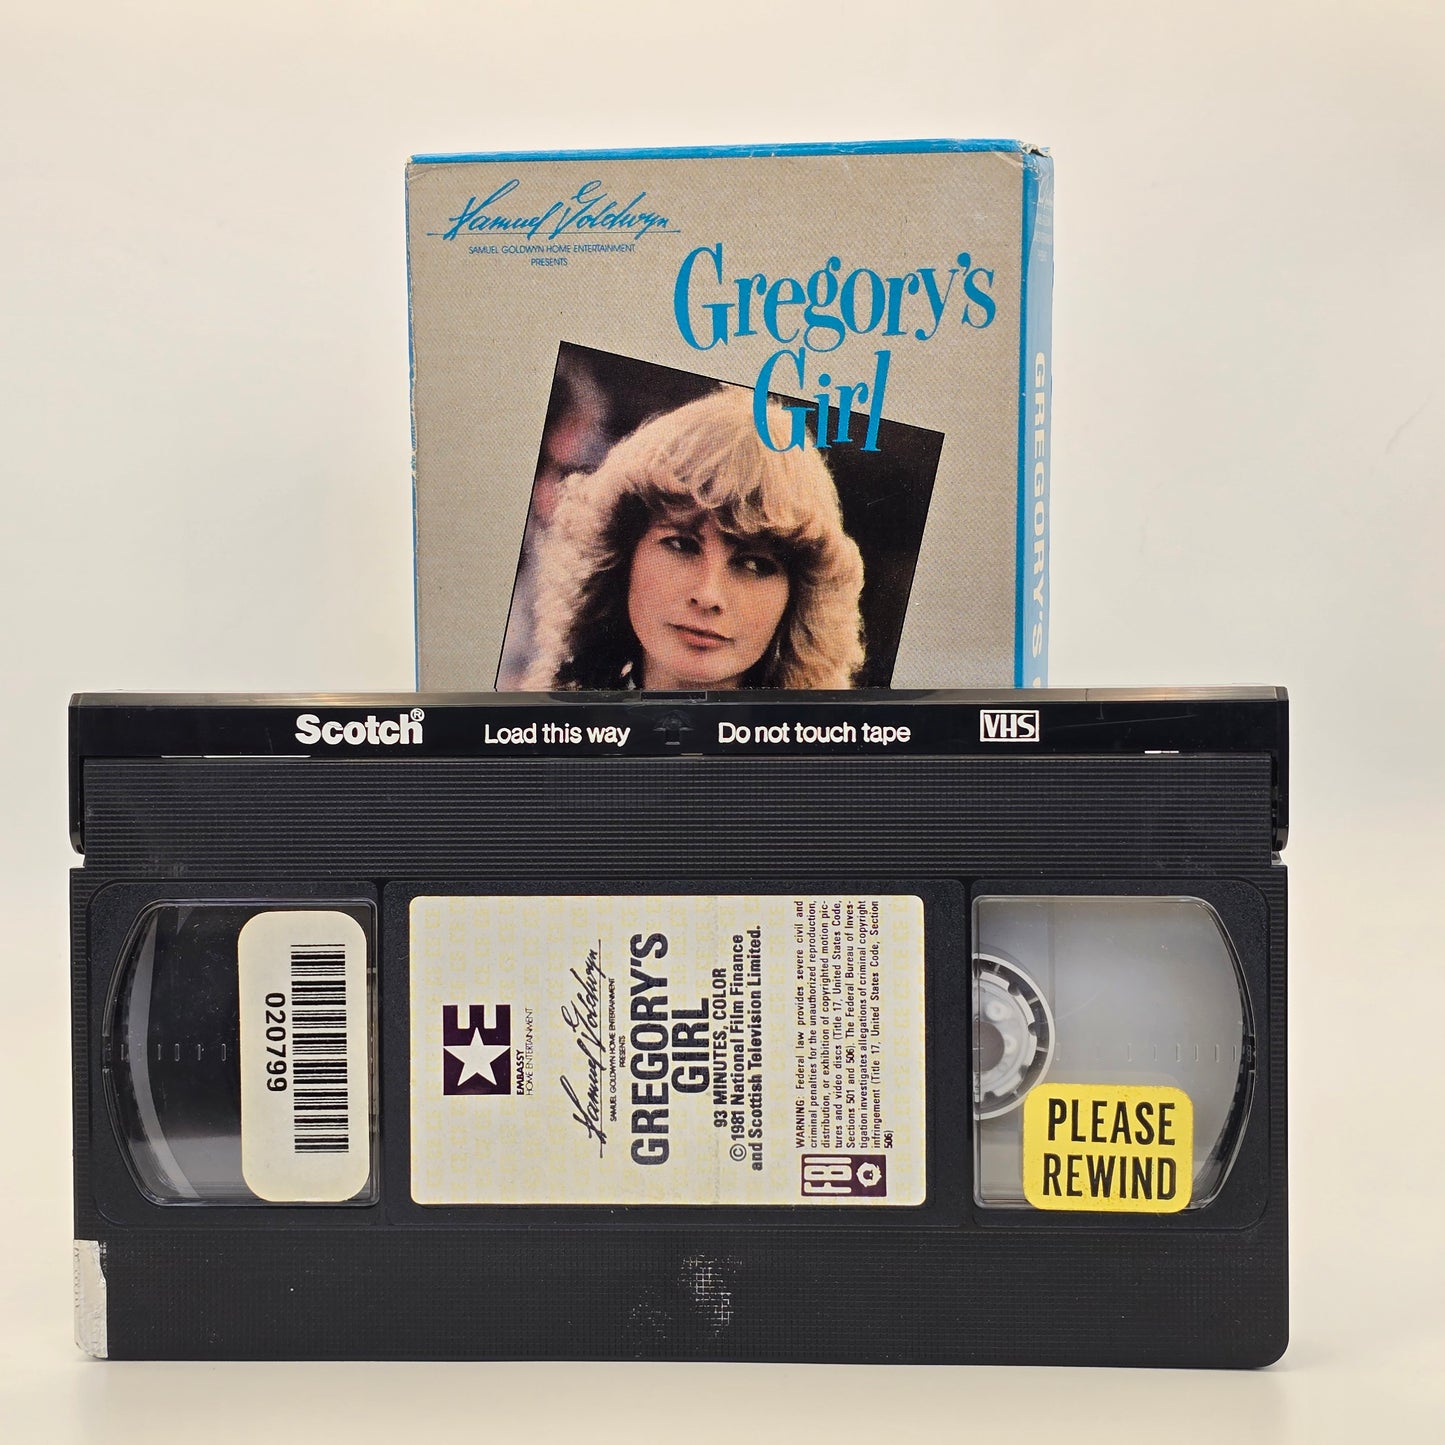 Samuel Goldwyn
SAMUEL GOLDWYN HOME ENTERTAINMENT
PRESENTS
Gregory's
Girl
GREGORY'S
Scotch®
Load this way
Do not touch tape
VHS
020799
E
EMBASSY
HOME ENTERTAINMENT
Samuel Goldwyn
SAMUEL GOLDWYN HOME ENTERTAINMENT
PRESENTS
GREGORY'S
GIRL
93 MINUTES, COLOR
©1981 National Film Finance
and Scottish Television Limited.
WARNING: Federal law provides severe civil and
criminal penalties for the unauthorized reproduction,
distribution, or exhibition of copyrighted motion pic-
tures and video discs (Title 17, United States Code,
Sections 501 and 506). The Federal Bureau of Inves-
tigation investigates allegations of criminal copyright
infringement (Title 17, United States Code, Section
506)
FBI
PLEASE
REWIND